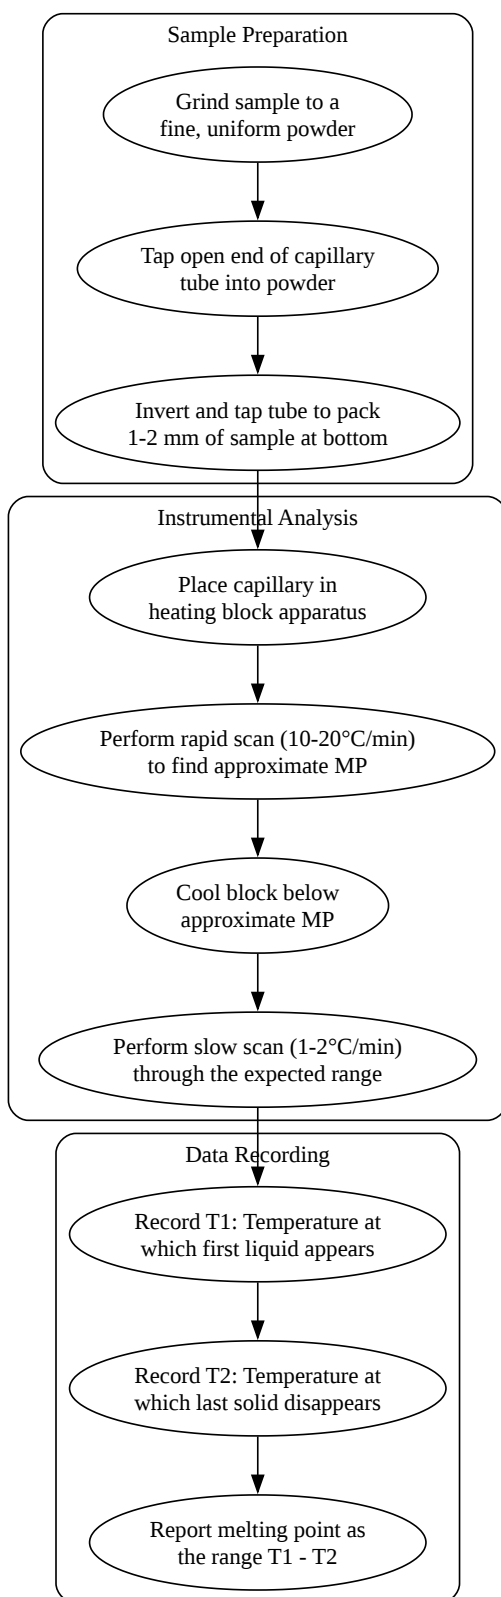 Sample Preparation
Grind sample to a
fine, uniform powder
Tap open end of capillary
tube into powder
Invert and tap tube to pack
1-2 mm of sample at bottom
Instrumental Analysis
Place capillary in
heating block apparatus
Perform rapid scan (10-20°C/min)
to find approximate MP
Cool block below
approximate MP
Perform slow scan (1-2°C/min)
through the expected range
Data Recording
Record T1: Temperature at
which first liquid appears
Record T2: Temperature at
which last solid disappears
Report melting point as
the range T1 - T2